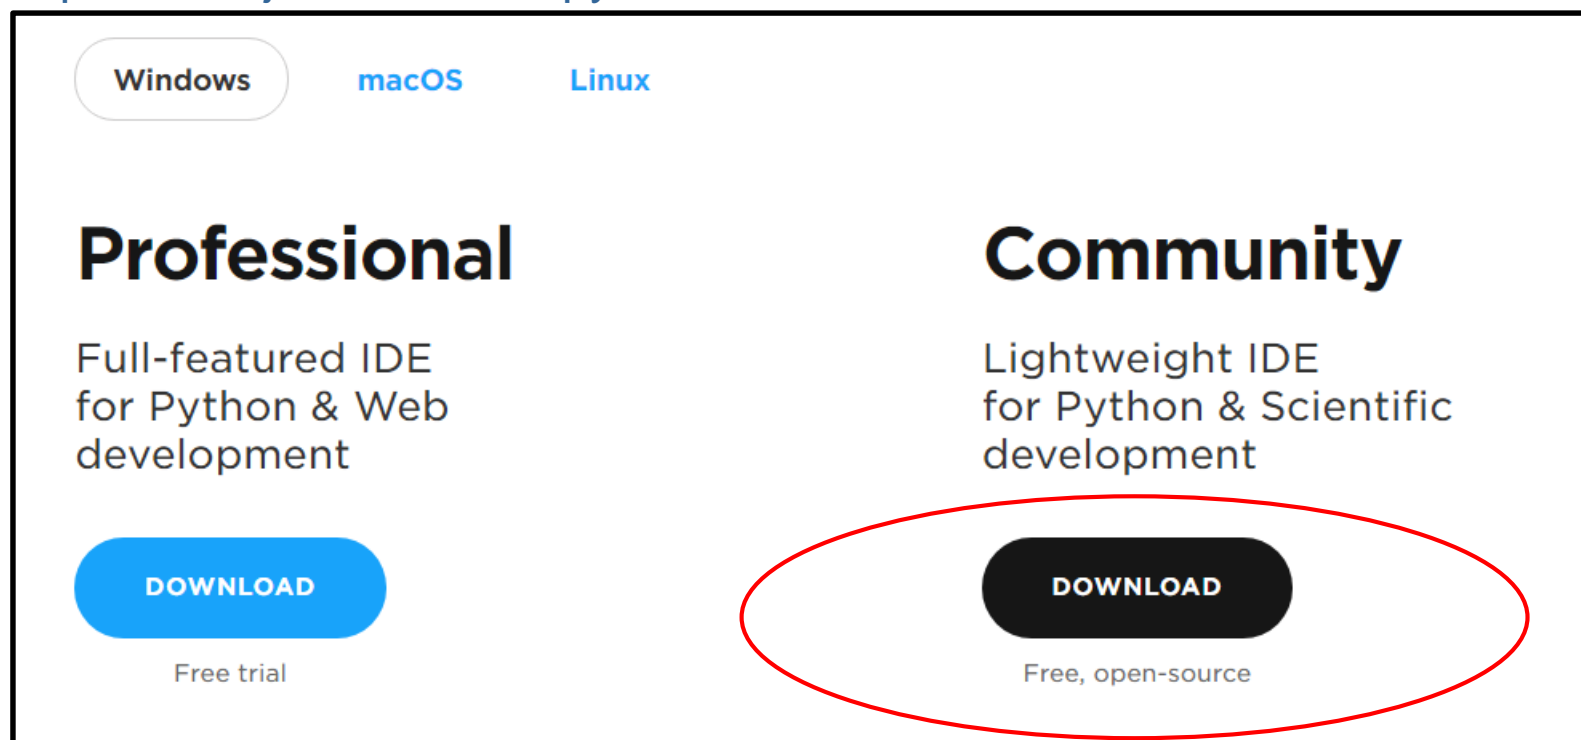 Windows
macOS
Linux
Professional
Full-featured IDE
for Python & Web
development
DOWNLOAD
Free trial
Community
Lightweight IDE
for Python & Scientific
development
DOWNLOAD
Free, open-source